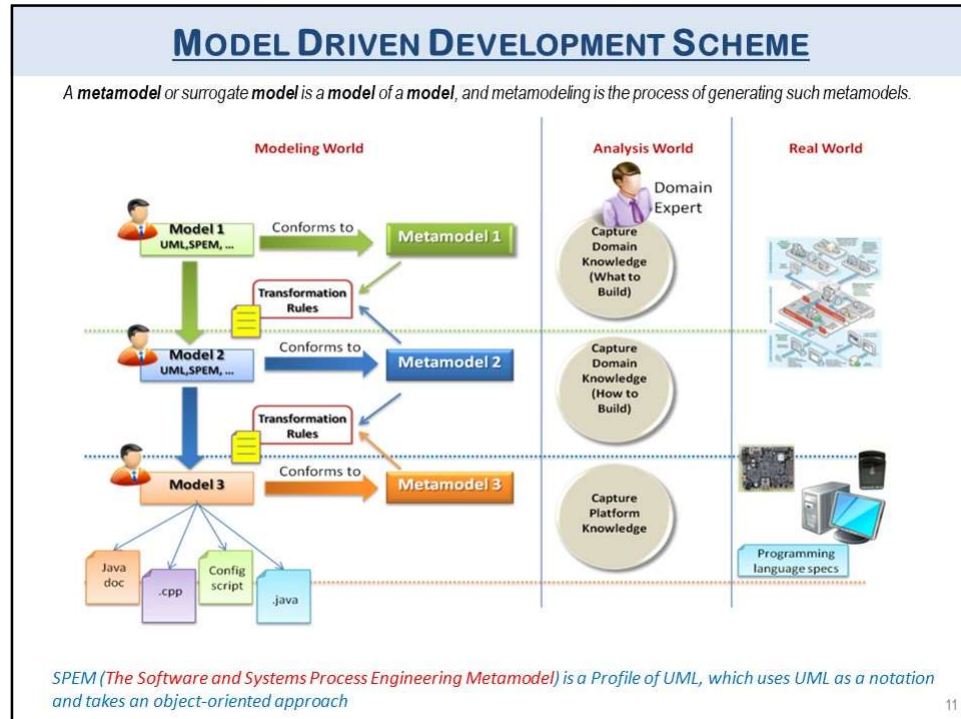 MODEL DRIVEN DEVELOPMENT SCHEME
A metamodel or surrogate model is a model of a model, and metamodeling is the process of generating such metamodels.
Modeling World
Analysis World
Real World
Domain
Expert
Model 1
UML,SPEM, ...
Conforms to
Metamodel 1
Capture
Domain
Knowledge
(What to
Build)
Transformation
Rules
Model 2
UML,SPEM, ...
Conforms to
Metamodel 2
Capture
Domain
Knowledge
(How to
Build)
Transformation
Rules
Model 3
Conforms to
Metamodel 3
Capture
Platform
Knowledge
Programming
language specs
Java
doc
.cpp
Config
script
.java
SPEM (The Software and Systems Process Engineering Metamodel) is a Profile of UML, which uses UML as a notation
and takes an object-oriented approach
11